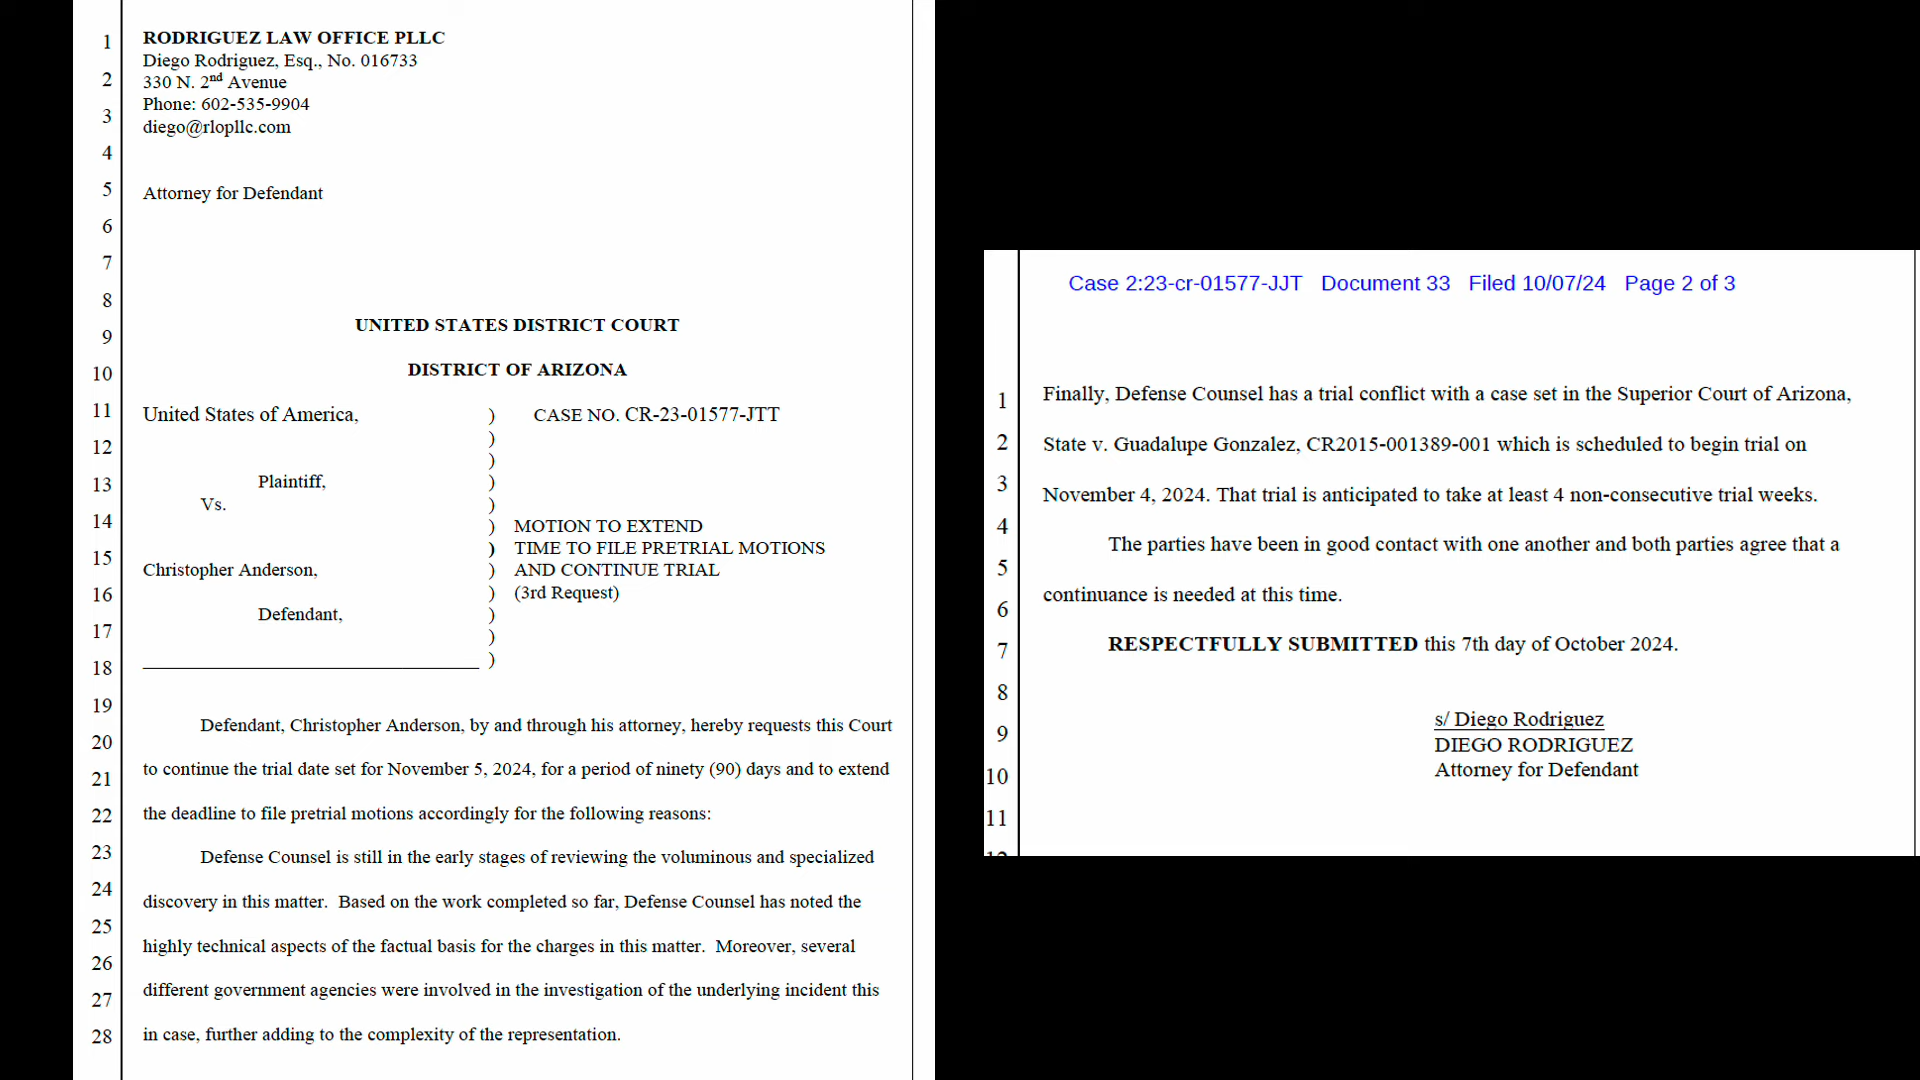 1
2
3
4
5
6
7
8
9
10
11
12
13
14
15
16
17
18
19
20
21
22
23
24
25
26
27
28
RODRIGUEZ LAW OFFICE PLLC
Diego Rodriguez, Esq., No. 016733
330 N. 2nd Avenue
Phone: 602-535-9904
diego@rlopllc.com
Attorney for Defendant
UNITED STATES DISTRICT COURT
DISTRICT OF ARIZONA
United States of America,
Plaintiff,
Vs.
Christopher Anderson,
Defendant,
)
)
)
)
)
)
)
)
)
)
)
)
CASE NO. CR-23-01577-JTT
MOTION TO EXTEND
TIME TO FILE PRETRIAL MOTIONS
AND CONTINUE TRIAL
(3rd Request)
Defendant, Christopher Anderson, by and through his attorney, hereby requests this Court
to continue the trial date set for November 5, 2024, for a period of ninety (90) days and to extend
the deadline to file pretrial motions accordingly for the following reasons:
Defense Counsel is still in the early stages of reviewing the voluminous and specialized
discovery in this matter. Based on the work completed so far, Defense Counsel has noted the
highly technical aspects of the factual basis for the charges in this matter. Moreover, several
different government agencies were involved in the investigation of the underlying incident this
in case, further adding to the complexity of the representation.
Case 2:23-cr-01577-JJT Document 33 Filed 10/07/24 Page 2 of 3
1
2
3
4
5
6
7
8
9
10
11
Finally, Defense Counsel has a trial conflict with a case set in the Superior Court of Arizona,
State v. Guadalupe Gonzalez, CR2015-001389-001 which is scheduled to begin trial on
November 4, 2024. That trial is anticipated to take at least 4 non-consecutive trial weeks.
The parties have been in good contact with one another and both parties agree that a
continuance is needed at this time.
RESPECTFULLY SUBMITTED this 7th day of October 2024.
s/ Diego Rodriguez
DIEGO RODRIGUEZ
Attorney for Defendant